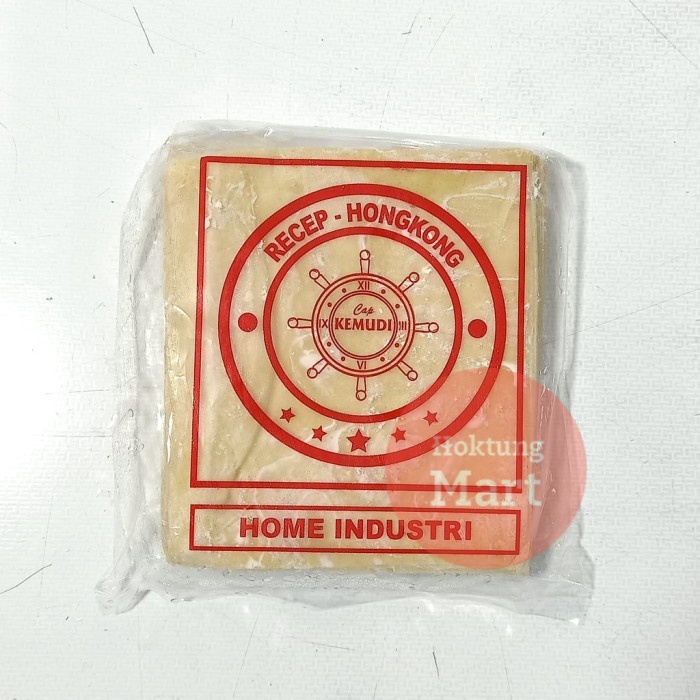 RECEP - HONGKONG
XII
Cap
IX KEMUDI III
VI
Hoktung
Mart
HOME INDUSTRI